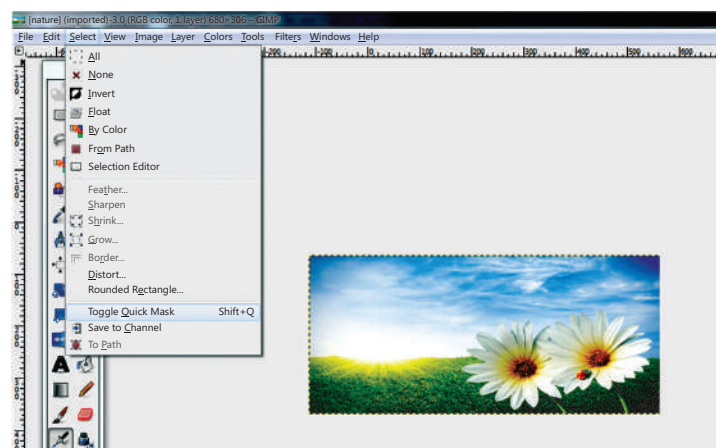 [nature] (imported)-3.0 (RGB color, 1 layer) 680×306 – GIMP
File Edit Select View Image Layer Colors Tools Filters Windows Help
All
None
Invert
Float
By Color
From Path
Selection Editor
Feather...
Sharpen
Shrink...
Grow...
Border...
Distort...
Rounded Rectangle...
Toggle Quick Mask Shift+Q
Save to Channel
To Path